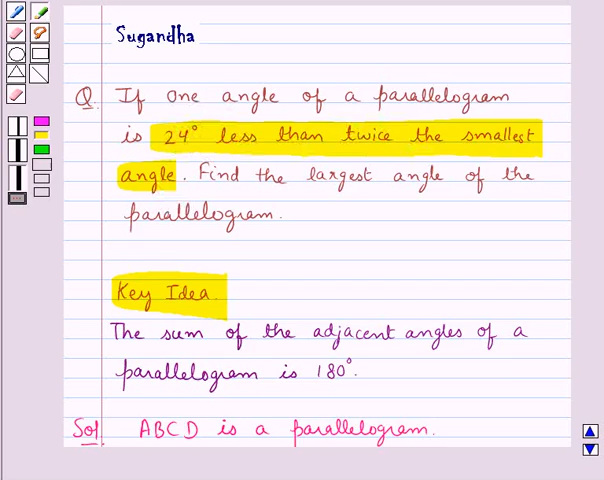 Sugandha
Q. If one angle of a parallelogram
is 24° less than twice the smallest
angle. Find the largest angle of the
parallelogram.
Key Idea
The sum of the adjacent angles of a
parallelogram is 180°.
Sol. ABCD is a parallelogram.